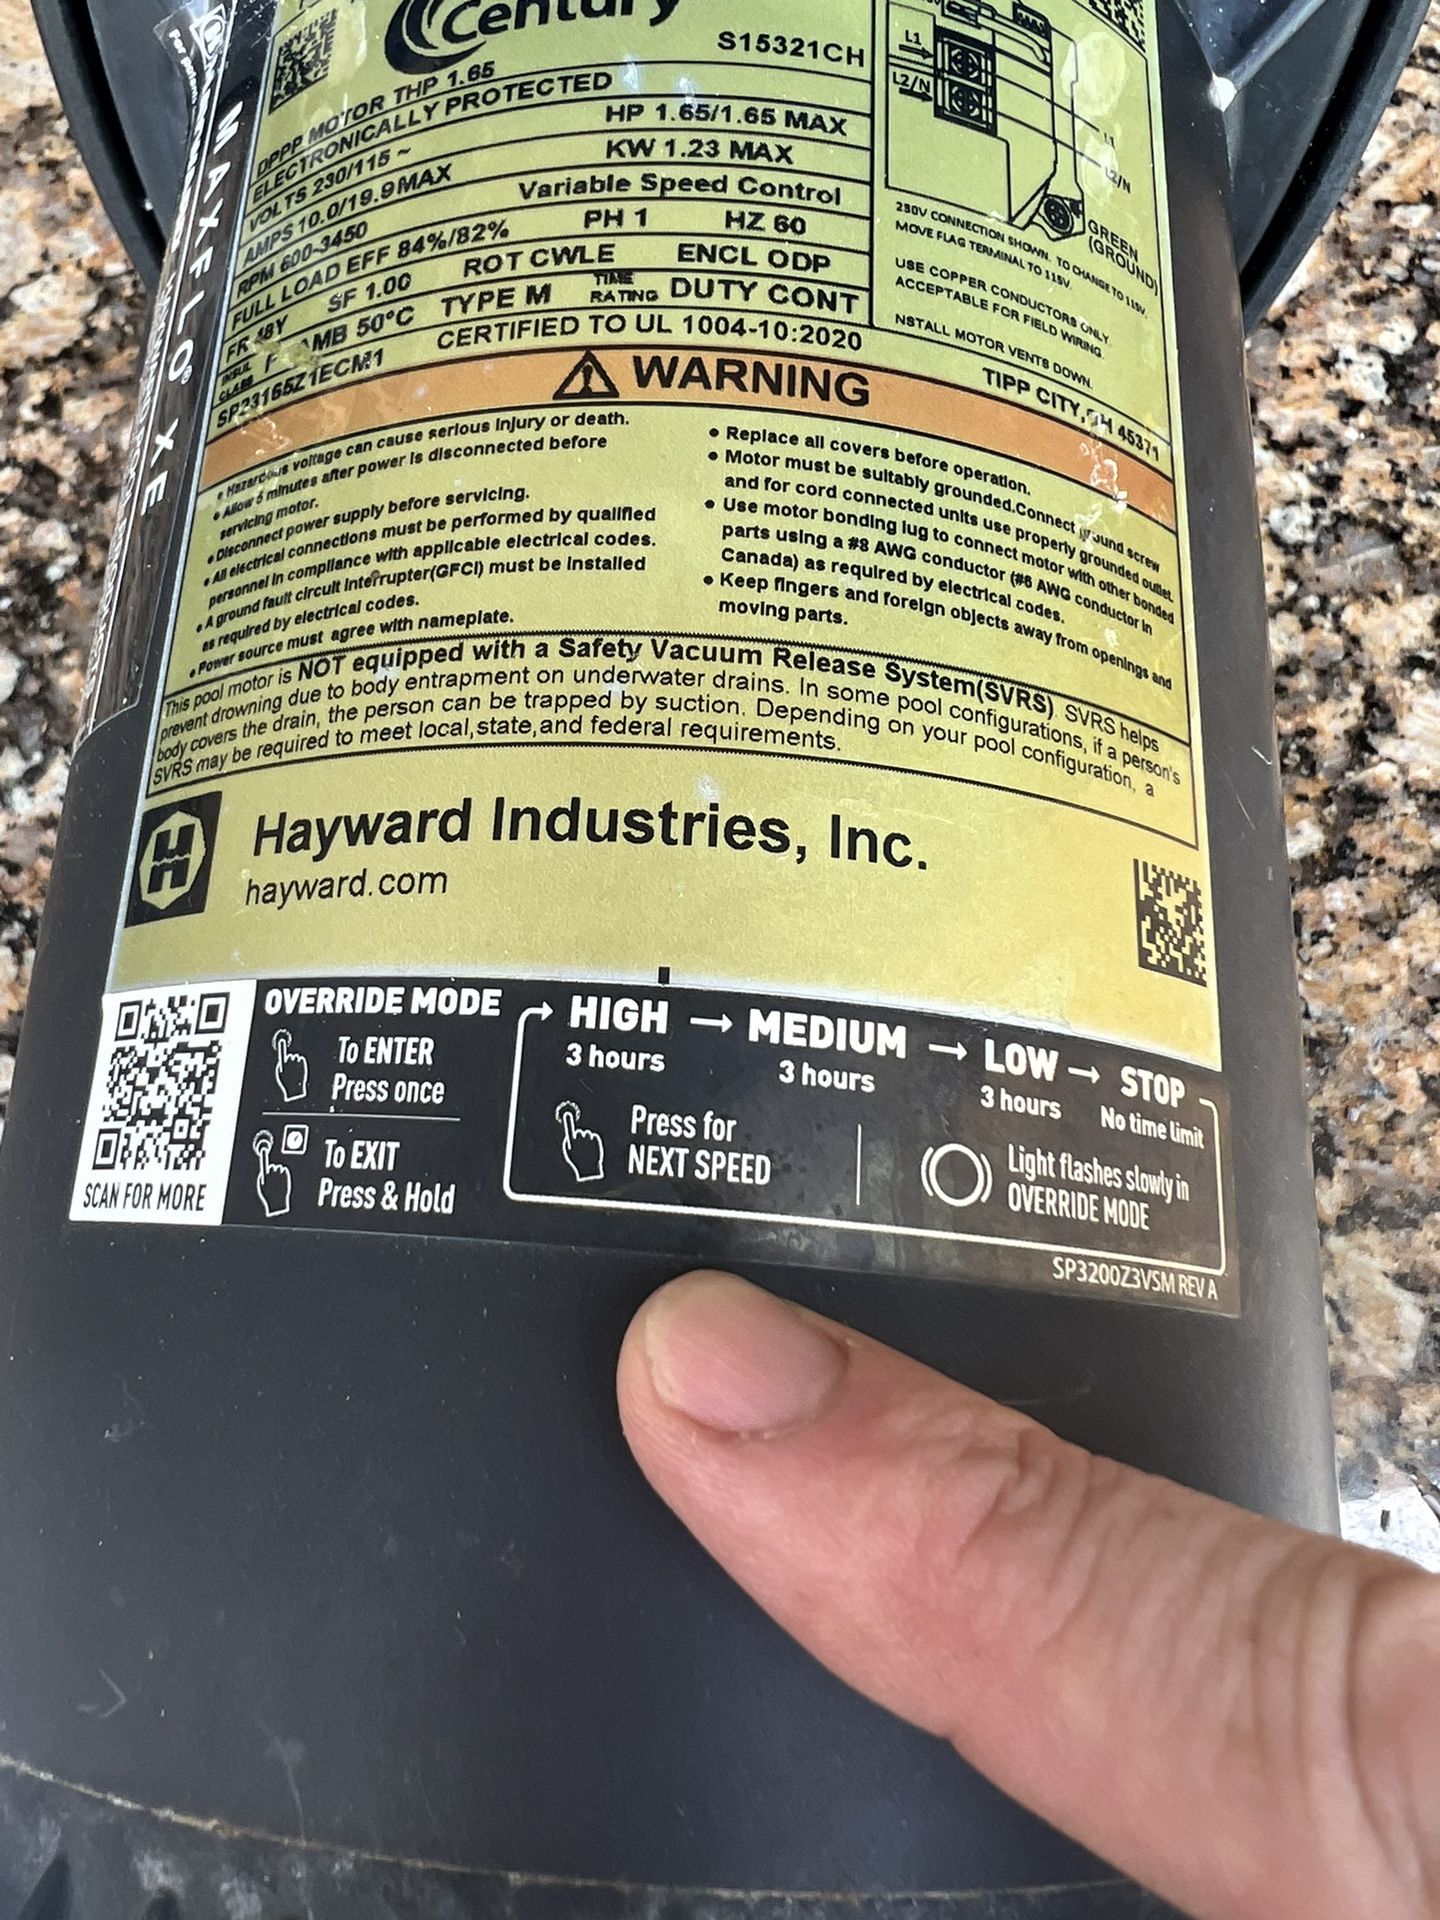 Century
S15321CH
DPPP MOTOR THP 1.65
ELECTRONICALLY PROTECTED
VOLTS 230/115 ~
HP 1.65/1.65 MAX
AMPS 10.0/19.9 MAX
KW 1.23 MAX
RPM 600-3450
Variable Speed Control
FULL LOAD EFF 84%/82%
PH 1
HZ 60
FR 48Y
SF 1.00
ROT CWLE
ENCL ODP
INSUL CLASS F
AMB 50°C
TYPE M
TIME RATING
DUTY CONT
SP23165Z1ECM1
CERTIFIED TO UL 1004-10:2020
TIPP CITY, OH 45371
L1
L2/N
L1
L2/N
GREEN
(GROUND)
230V CONNECTION SHOWN. TO CHANGE TO 115V,
MOVE FLAG TERMINAL TO 115V.
USE COPPER CONDUCTORS ONLY
ACCEPTABLE FOR FIELD WIRING.
NSTALL MOTOR VENTS DOWN.
MAXFLO® XE
WARNING
• Hazardous voltage can cause serious injury or death.
• Allow 5 minutes after power is disconnected before
servicing motor.
• Disconnect power supply before servicing.
• All electrical connections must be performed by qualified
personnel in compliance with applicable electrical codes.
• A ground fault circuit interrupter(GFCI) must be installed
as required by electrical codes.
• Power source must agree with nameplate.
• Replace all covers before operation.
• Motor must be suitably grounded.Connect ground screw
and for cord connected units use properly grounded outlet.
• Use motor bonding lug to connect motor with other bonded
parts using a #8 AWG conductor (#6 AWG conductor in
Canada) as required by electrical codes.
• Keep fingers and foreign objects away from openings and
moving parts.
This pool motor is NOT equipped with a Safety Vacuum Release System(SVRS) SVRS helps
prevent drowning due to body entrapment on underwater drains. In some pool configurations, if a person's
body covers the drain, the person can be trapped by suction. Depending on your pool configuration, a
SVRS may be required to meet local,state,and federal requirements.
Hayward Industries, Inc.
hayward.com
SCAN FOR MORE
OVERRIDE MODE
To ENTER
Press once
To EXIT
Press & Hold
HIGH → MEDIUM → LOW → STOP
3 hours
3 hours
3 hours
No time limit
Press for
NEXT SPEED
Light flashes slowly in
OVERRIDE MODE
SP3200Z3VSM REV A